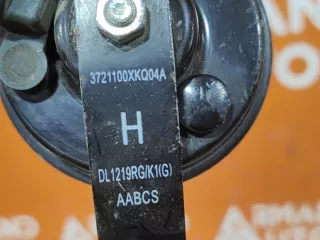 3721100XKQ04A
H
DL1219RG/K1(G)
AABCS